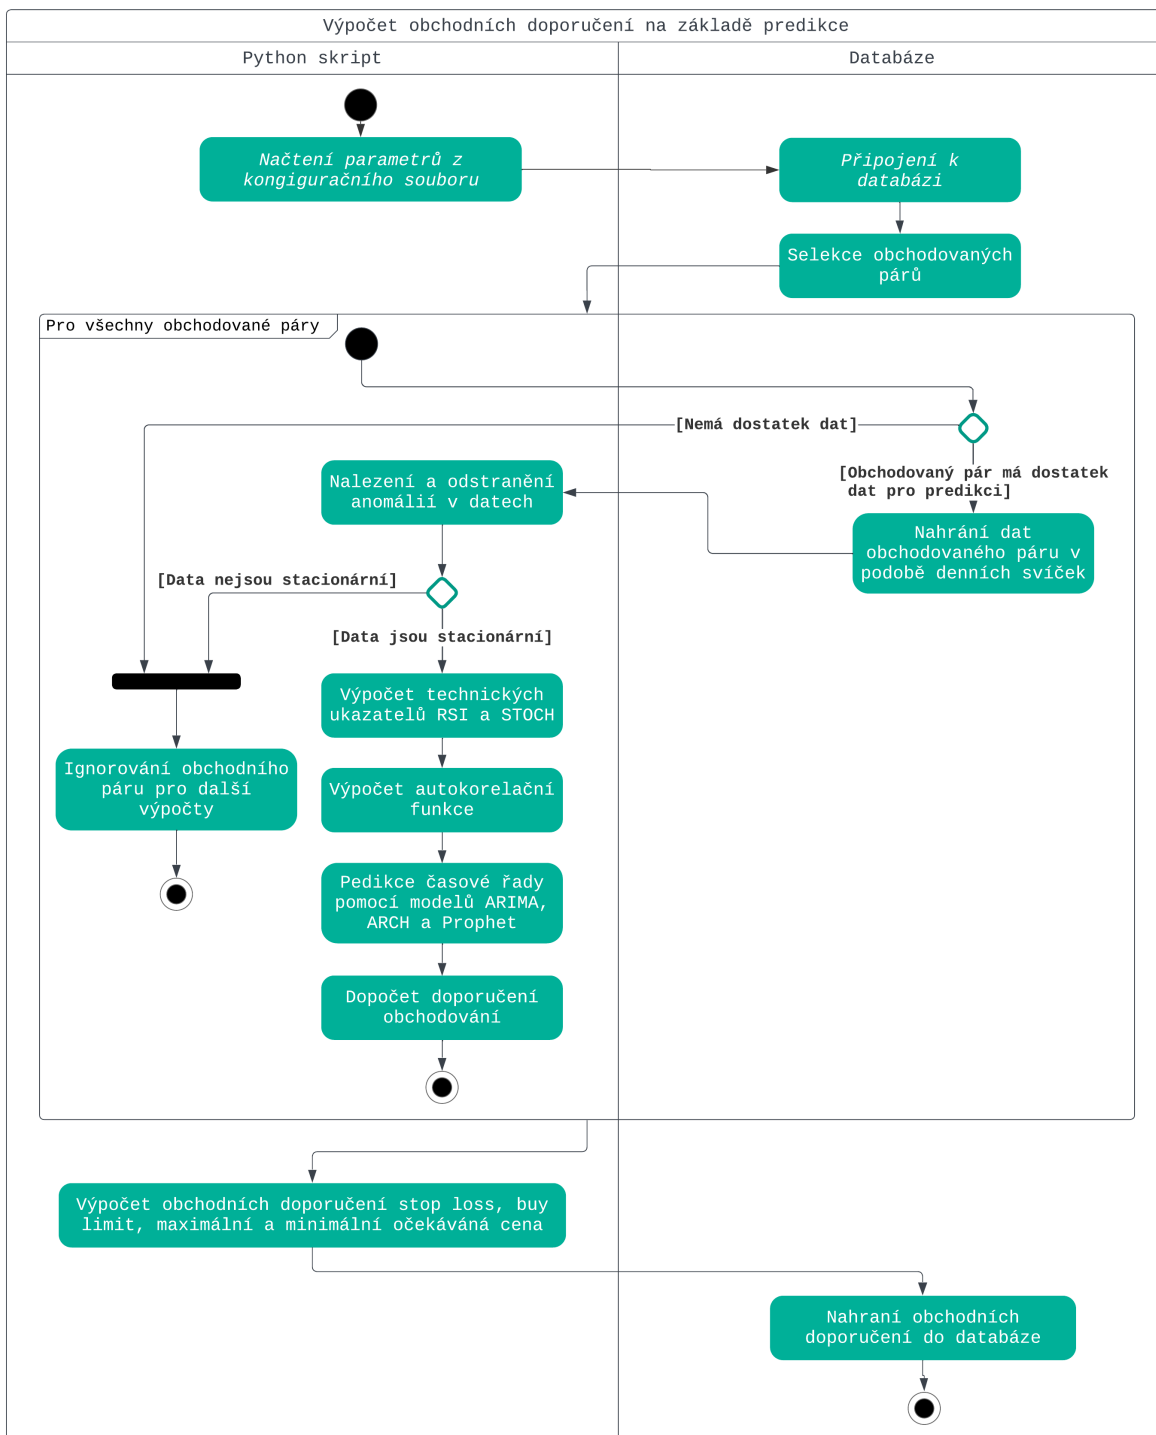 Výpočet obchodních doporučení na základě predikce
Python skript
Databáze
Načtení parametrů z
kongiguračního souboru
Připojení k
databázi
Selekce obchodovaných
párů
Pro všechny obchodované páry
[Nemá dostatek dat]
[Obchodovaný pár má dostatek
dat pro predikci]
Nalezení a odstranění
anomálií v datech
Nahrání dat
obchodovaného páru v
podobě denních svíček
[Data nejsou stacionární]
[Data jsou stacionární]
Výpočet technických
ukazatelů RSI a STOCH
Ignorování obchodního
páru pro další
výpočty
Výpočet autokorelační
funkce
Pedikce časové řady
pomocí modelů ARIMA,
ARCH a Prophet
Dopočet doporučení
obchodování
Výpočet obchodních doporučení stop loss, buy
limit, maximální a minimální očekáváná cena
Nahraní obchodních
doporučení do databáze